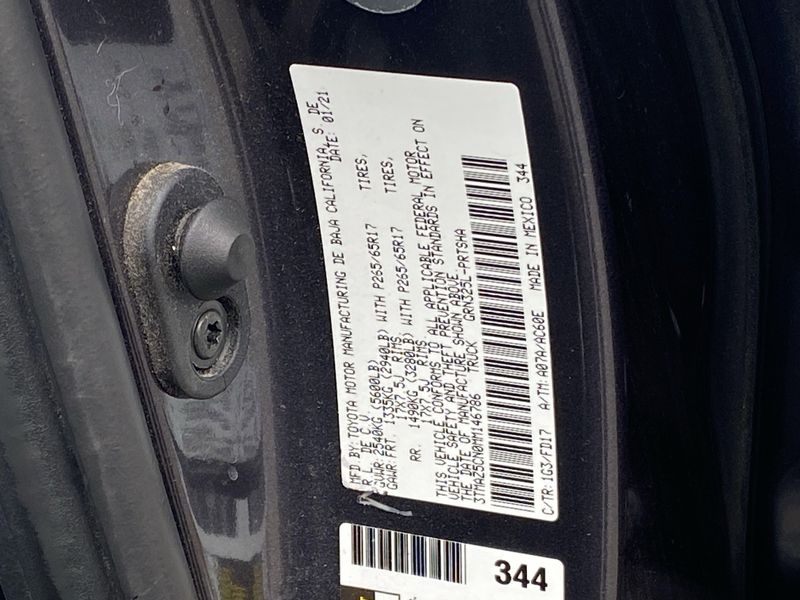 MFD BY: TOYOTA MOTOR MANUFACTURING DE BAJA CALIFORNIA, S. DE
R. L. DE C. V. DATE: 01/21
GVWR: 2540KG (5600LB)
GAWR: FRT. 1335KG (2940LB) WITH P265/65R17 TIRES,
17X7.5J RIMS,
RR. 1490KG (3280LB) WITH P265/65R17 TIRES,
17X7.5J RIMS,
THIS VEHICLE CONFORMS TO ALL APPLICABLE FEDERAL MOTOR
VEHICLE SAFETY AND THEFT PREVENTION STANDARDS IN EFFECT ON
THE DATE OF MANUFACTURE SHOWN ABOVE.
TRUCK GRN325L-PRTSHA
C/TR: 1G3/FD17 A/TM: A07A/AC60E MADE IN MEXICO 344
344